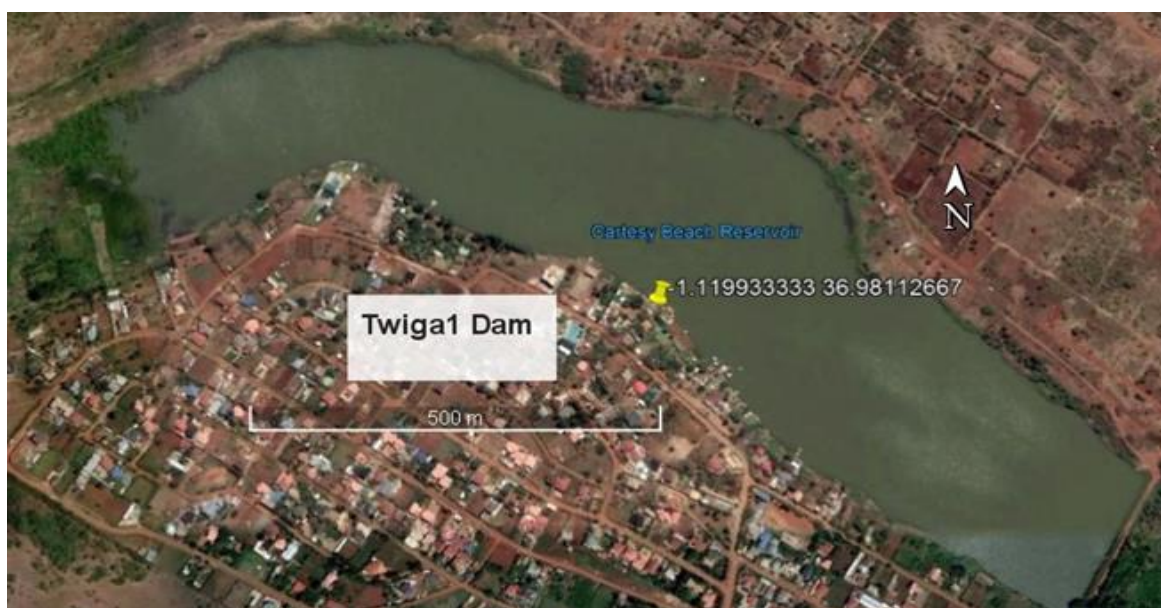 Cartesy Beach Reservoir
N
-1.119933333 36.98112667
Twiga1 Dam
500 m